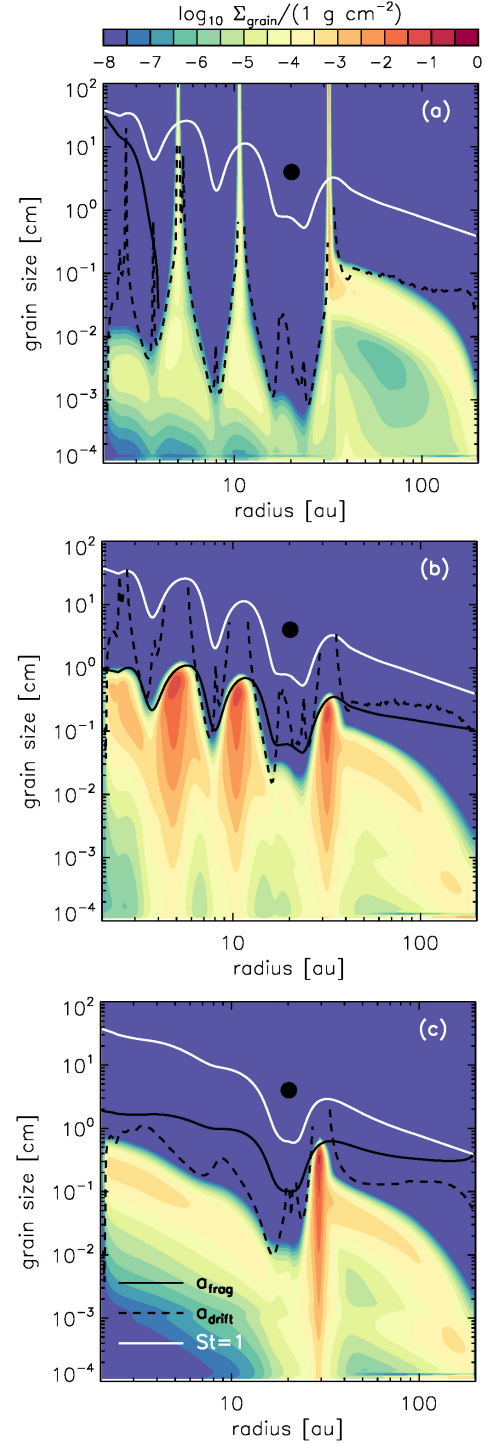 log₁₀ Σgrain/(1 g cm⁻²)
−8 −7 −6 −5 −4 −3 −2 −1 0
(a)
10²
10¹
10⁰
10⁻¹
10⁻²
10⁻³
10⁻⁴
grain size [cm]
10 100
radius [au]
(b)
10²
10¹
10⁰
10⁻¹
10⁻²
10⁻³
10⁻⁴
grain size [cm]
10 100
radius [au]
(c)
10²
10¹
10⁰
10⁻¹
10⁻²
10⁻³
10⁻⁴
grain size [cm]
afrag
adrift
St=1
10 100
radius [au]